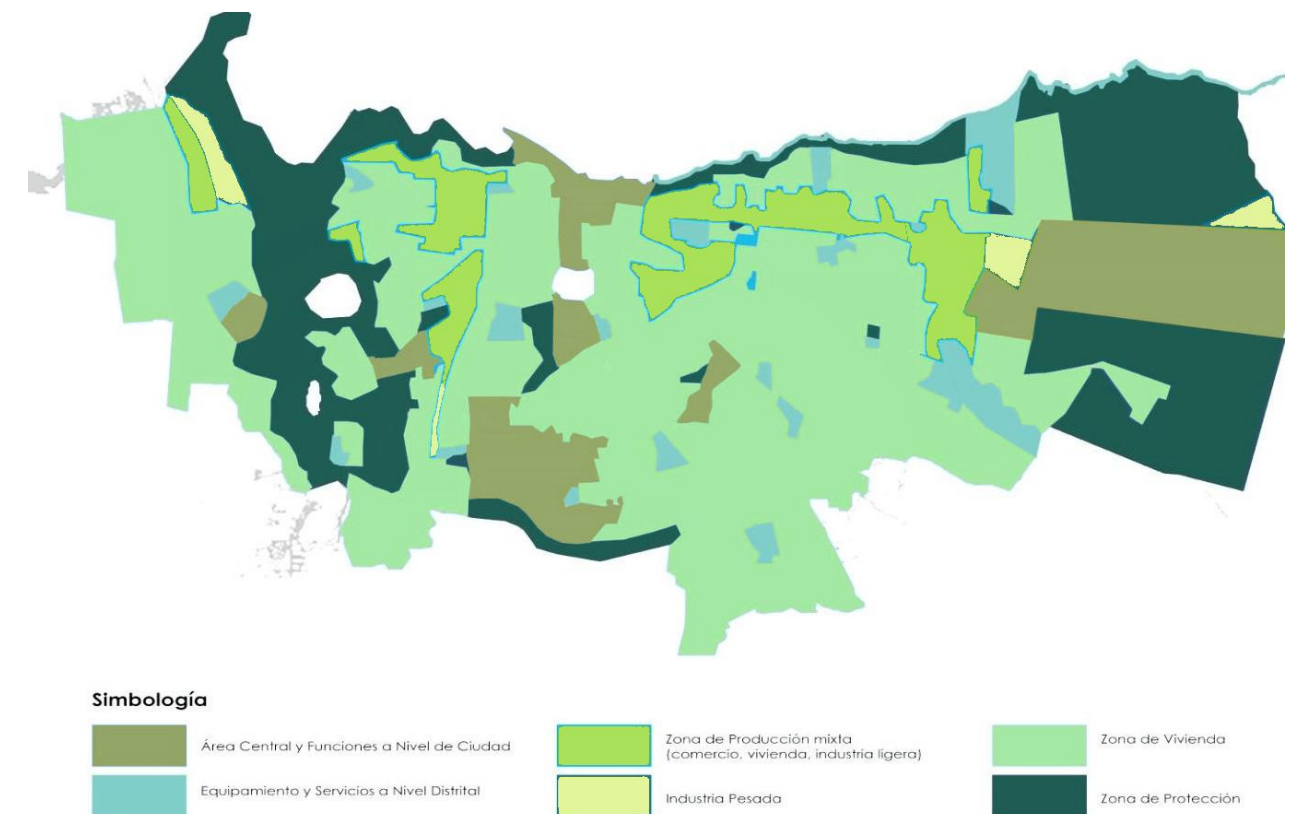 Simbología
Área Central y Funciones a Nivel de Ciudad
Equipamiento y Servicios a Nivel Distrital
Zona de Producción mixta
(comercio, vivienda, industria ligera)
Industria Pesada
Zona de Vivienda
Zona de Protección